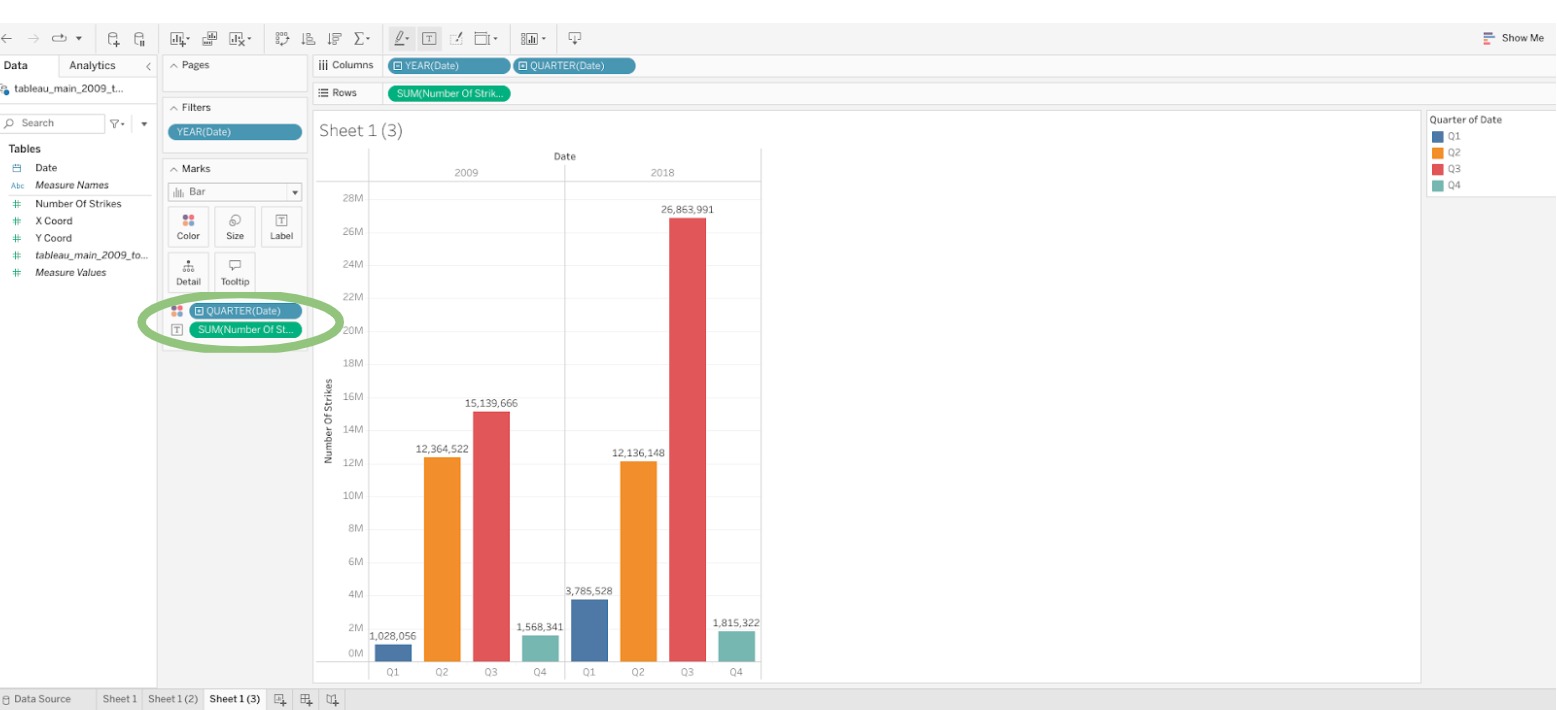 Show Me
Data
Analytics
Pages
Columns
YEAR(Date)
QUARTER(Date)
tableau_main_2009_t...
Rows
SUM(Number Of Strik...
Filters
YEAR(Date)
Search
Tables
Date
Abc Measure Names
# Number Of Strikes
# X Coord
# Y Coord
# tableau_main_2009_to...
# Measure Values
Marks
Bar
Color
Size
T
Label
Detail
Tooltip
QUARTER(Date)
T SUM(Number Of St...
Sheet 1 (3)
Date
2009
2018
Number Of Strikes
28M
26M
24M
22M
20M
18M
16M
14M
12M
10M
8M
6M
4M
2M
0M
1,028,056
12,364,522
15,139,666
1,568,341
3,785,528
12,136,148
26,863,991
1,815,322
Q1
Q2
Q3
Q4
Q1
Q2
Q3
Q4
Quarter of Date
Q1
Q2
Q3
Q4
Data Source
Sheet 1
Sheet 1 (2)
Sheet 1 (3)